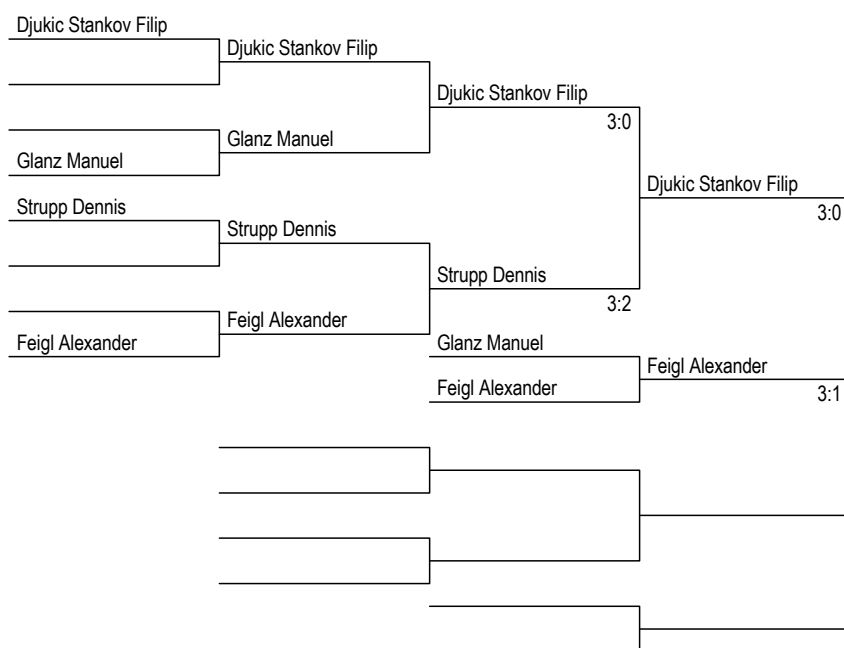 Djukic Stankov Filip
Djukic Stankov Filip
Djukic Stankov Filip
3:0
Glanz Manuel
Glanz Manuel
Djukic Stankov Filip
3:0
Strupp Dennis
Strupp Dennis
Strupp Dennis
3:2
Feigl Alexander
Feigl Alexander
Glanz Manuel
Feigl Alexander
Feigl Alexander
3:1